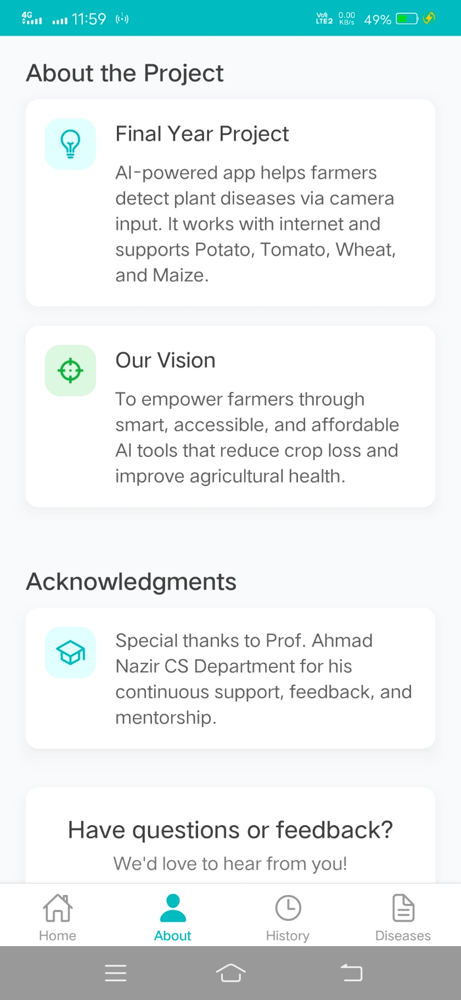 4G 11:59 Vo) LTE2 0.00 KB/s 49%
About the Project
Final Year Project
AI-powered app helps farmers
detect plant diseases via camera
input. It works with internet and
supports Potato, Tomato, Wheat,
and Maize.
Our Vision
To empower farmers through
smart, accessible, and affordable
AI tools that reduce crop loss and
improve agricultural health.
Acknowledgments
Special thanks to Prof. Ahmad
Nazir CS Department for his
continuous support, feedback, and
mentorship.
Have questions or feedback?
We'd love to hear from you!
Home About History Diseases